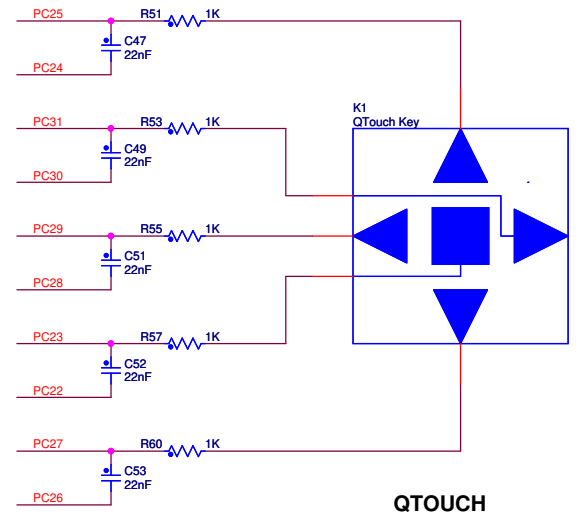 PC25 R51 1K
C47
22nF
PC24
K1
QTouch Key
PC31 R53 1K
C49
22nF
PC30
PC29 R55 1K
C51
22nF
PC28
PC23 R57 1K
C52
22nF
PC22
PC27 R60 1K
C53
22nF
PC26
QTOUCH